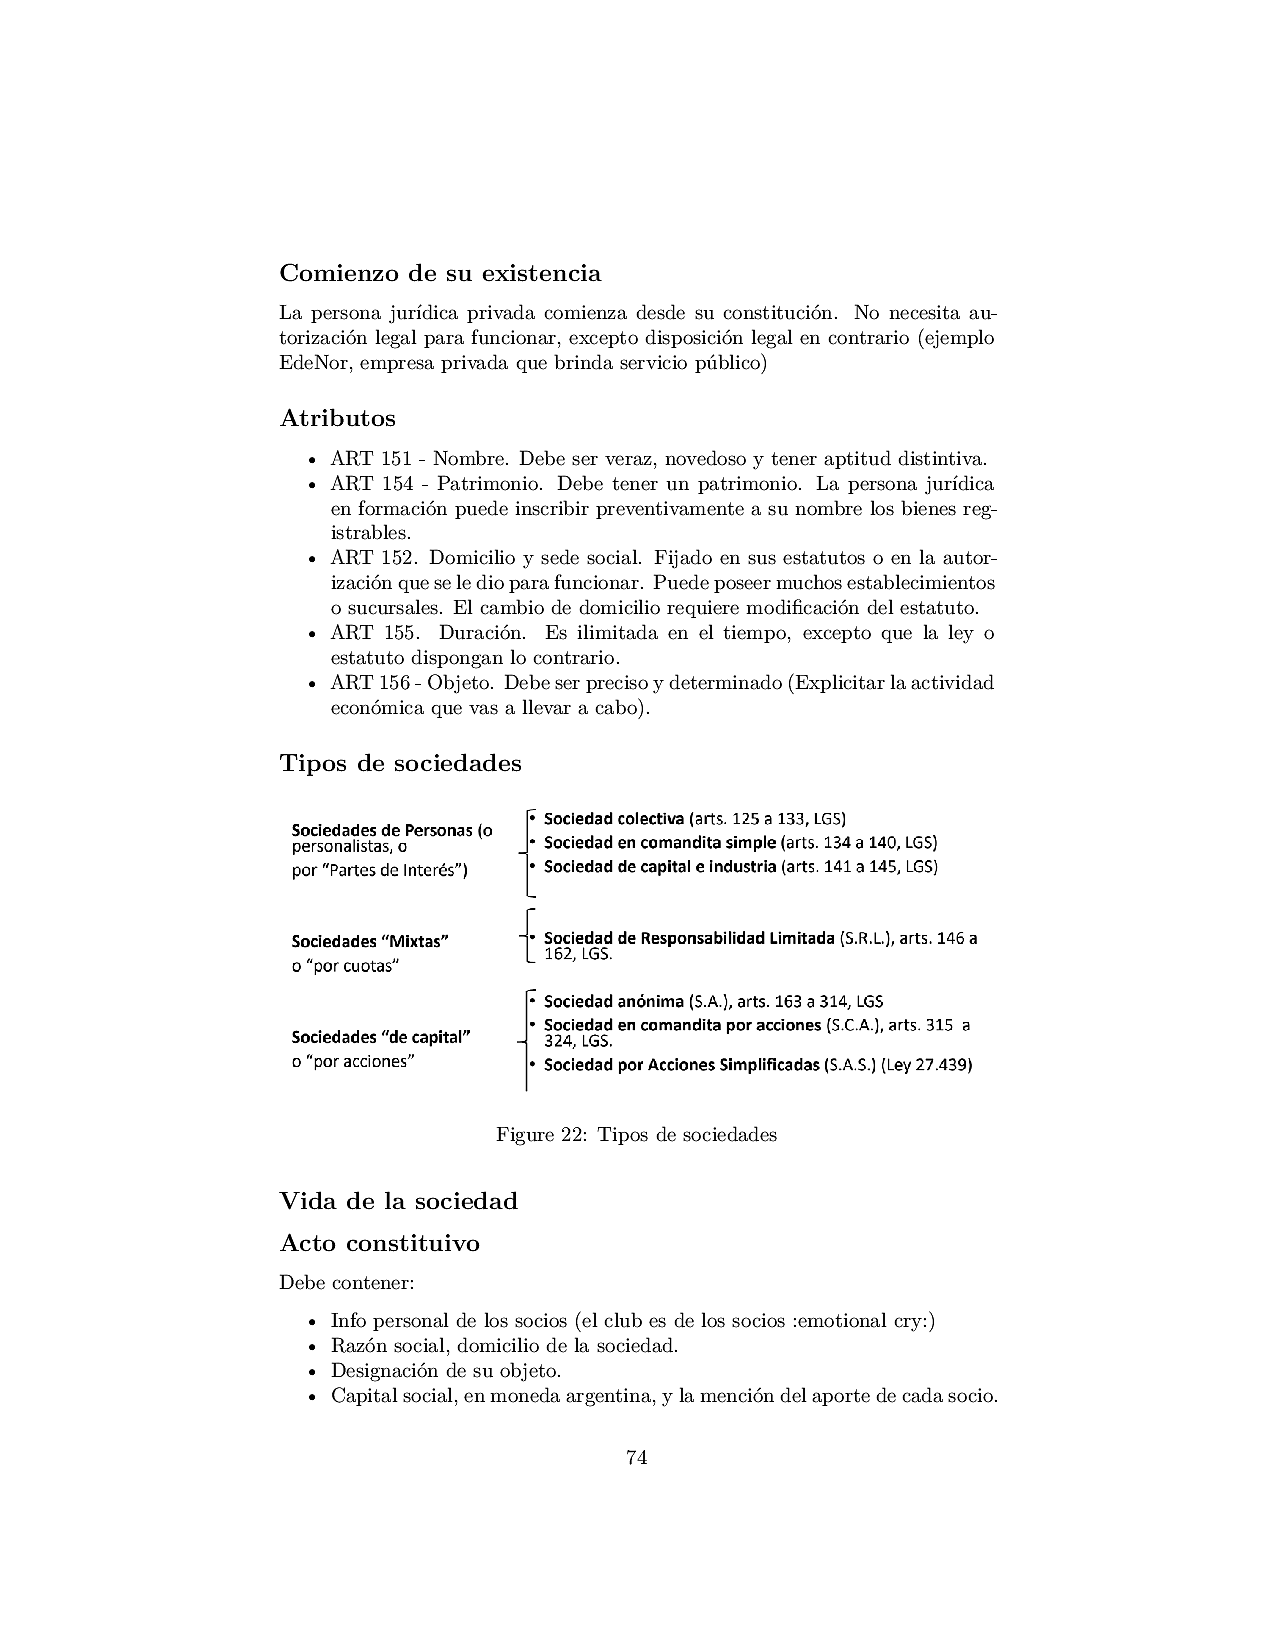 Comienzo de su existencia
La persona jurídica privada comienza desde su constitución. No necesita au-
torización legal para funcionar, excepto disposición legal en contrario (ejemplo
EdeNor, empresa privada que brinda servicio público)
Atributos
• ART 151 - Nombre. Debe ser veraz, novedoso y tener aptitud distintiva.
• ART 154 - Patrimonio. Debe tener un patrimonio. La persona jurídica
en formación puede inscribir preventivamente a su nombre los bienes reg-
istrables.
• ART 152. Domicilio y sede social. Fijado en sus estatutos o en la autor-
ización que se le dio para funcionar. Puede poseer muchos establecimientos
o sucursales. El cambio de domicilio requiere modificación del estatuto.
• ART 155. Duración. Es ilimitada en el tiempo, excepto que la ley o
estatuto dispongan lo contrario.
• ART 156 - Objeto. Debe ser preciso y determinado (Explicitar la actividad
económica que vas a llevar a cabo).
Tipos de sociedades
Sociedades de Personas (o
personalistas, o
por “Partes de Interés”)
• Sociedad colectiva (arts. 125 a 133, LGS)
• Sociedad en comandita simple (arts. 134 a 140, LGS)
• Sociedad de capital e industria (arts. 141 a 145, LGS)
Sociedades “Mixtas”
o “por cuotas”
• Sociedad de Responsabilidad Limitada (S.R.L.), arts. 146 a
162, LGS.
Sociedades “de capital”
o “por acciones”
• Sociedad anónima (S.A.), arts. 163 a 314, LGS
• Sociedad en comandita por acciones (S.C.A.), arts. 315 a
324, LGS.
• Sociedad por Acciones Simplificadas (S.A.S.) (Ley 27.439)
Figure 22: Tipos de sociedades
Vida de la sociedad
Acto constituivo
Debe contener:
• Info personal de los socios (el club es de los socios :emotional cry:)
• Razón social, domicilio de la sociedad.
• Designación de su objeto.
• Capital social, en moneda argentina, y la mención del aporte de cada socio.
74